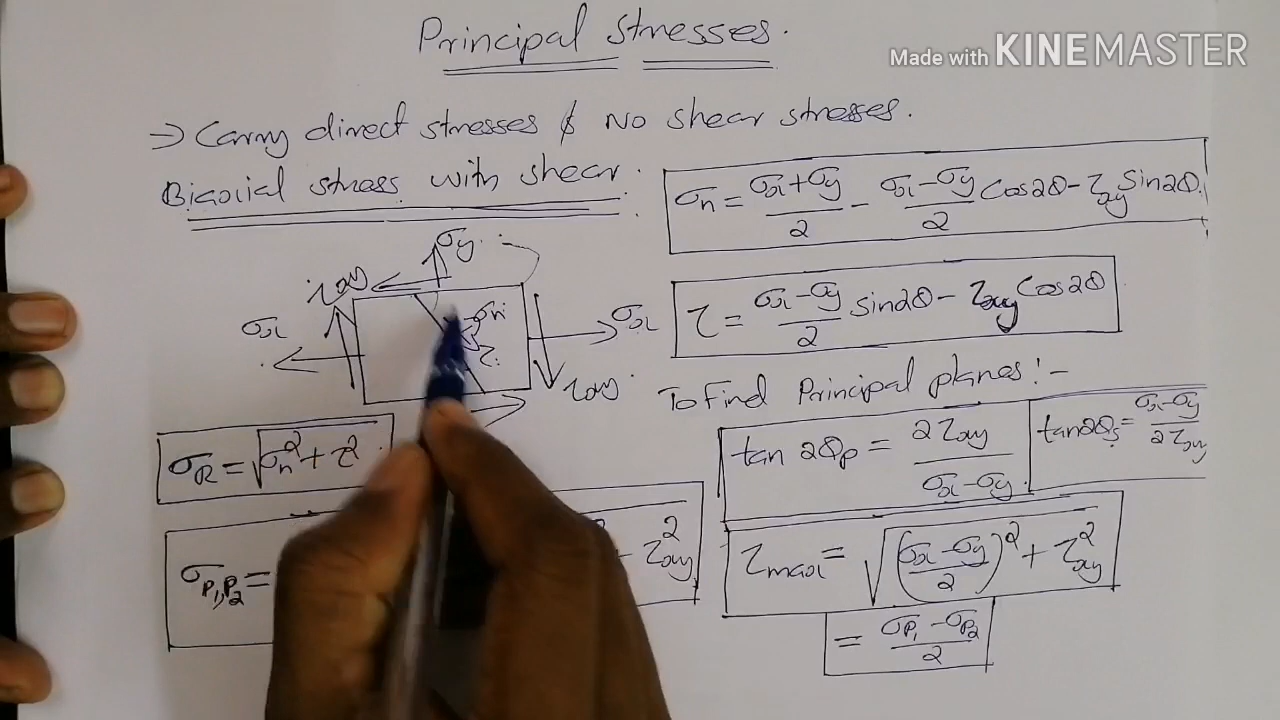 Principal Stresses.
Made with KINEMASTER
→ Carry direct stresses & No shear stresses.
Biaxial stress with shear.
σn = (σx + σy)/2 - (σx - σy)/2 Cos2θ - τxy Sin2θ.
σy
τxy
σx
σn
τ
σx
τxy
τ = (σx - σy)/2 sin2θ - τxy Cos2θ
To Find Principal planes :-
tan 2θp = 2τxy/(σx - σy)
tan2θs = (σx - σy)/2τxy
σR = √(σn² + τ²)
σP1,P2 =
τxy²
τmax = √(((σx - σy)/2)² + τxy²)
= (σP1 - σP2)/2